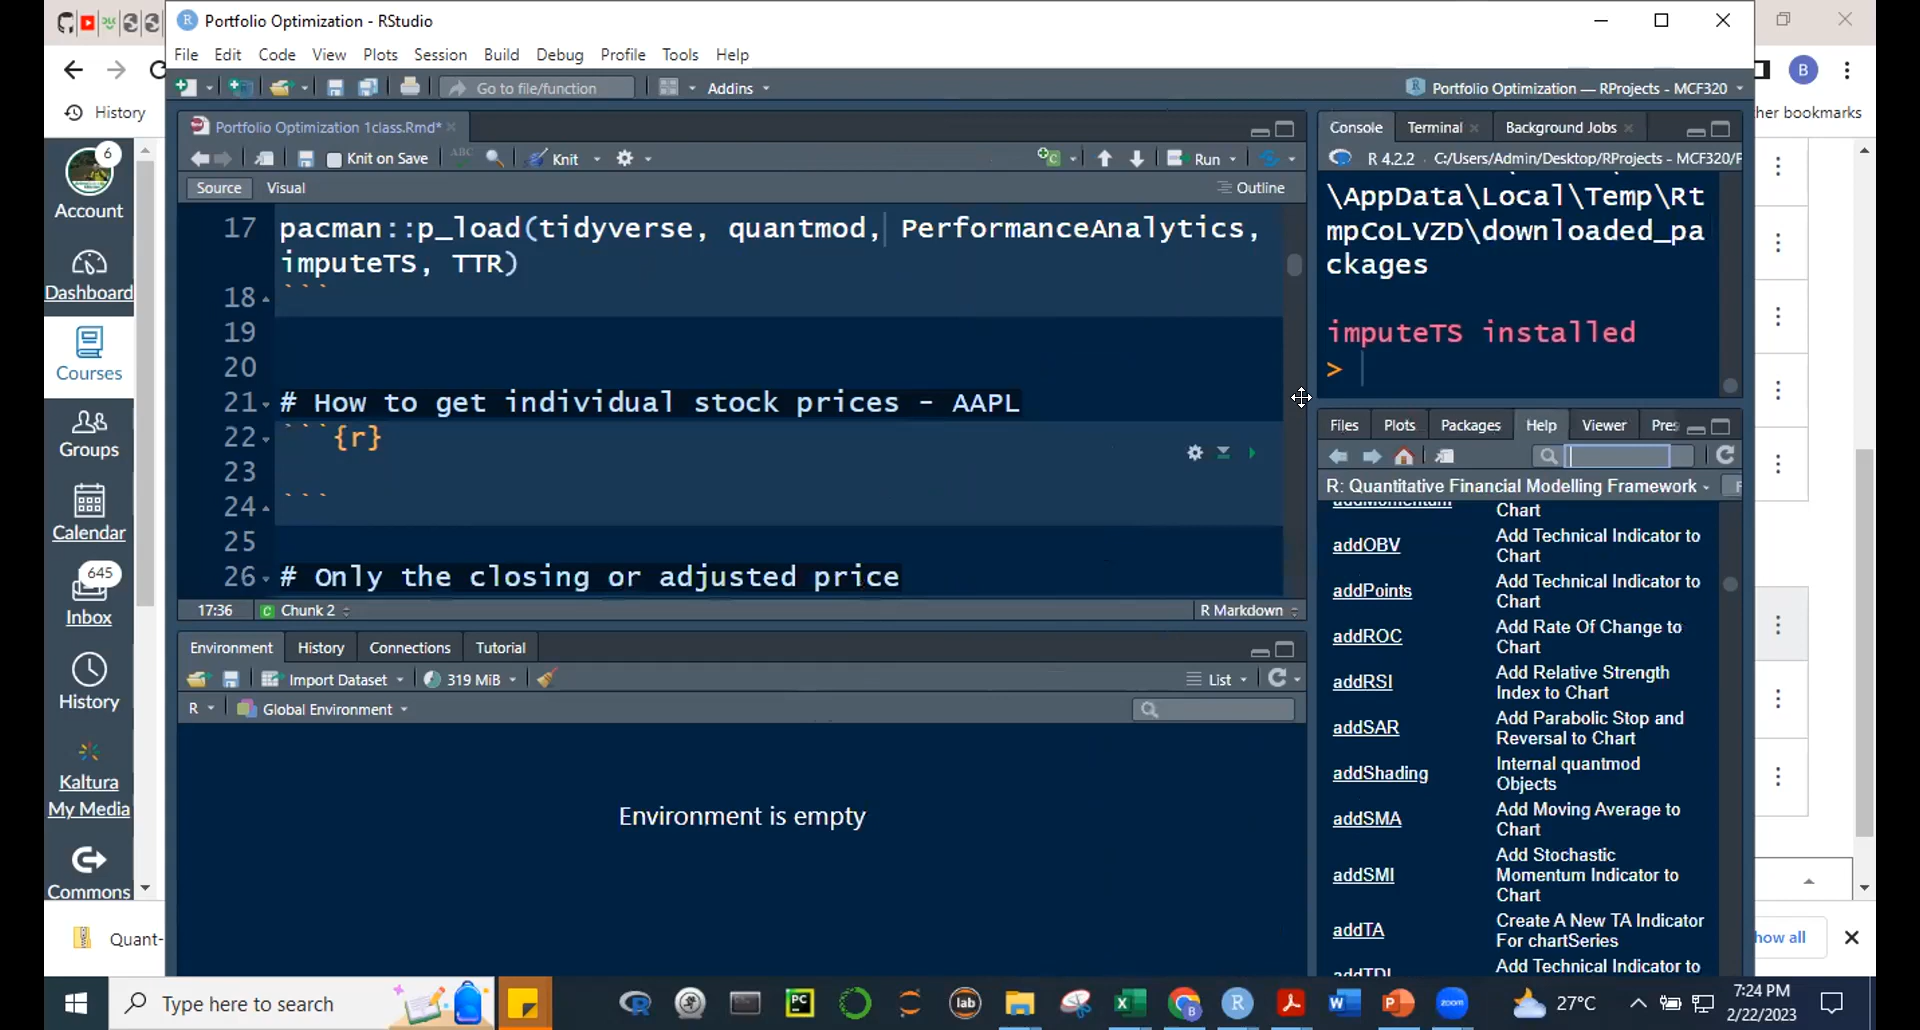 Portfolio Optimization - RStudio
File Edit Code View Plots Session Build Debug Profile Tools Help
Go to file/function
Addins
Portfolio Optimization — RProjects - MCF320
Portfolio Optimization 1class.Rmd*
Knit on Save
ABC
Knit
Run
Source
Visual
Outline
17 pacman::p_load(tidyverse, quantmod, PerformanceAnalytics,
imputeTS, TTR)
18 ```
19
20
21 # How to get individual stock prices - AAPL
22 ```{r}
23
24 ```
25
26 # Only the closing or adjusted price
17:36
C Chunk 2
R Markdown
Environment History Connections Tutorial
Import Dataset
319 MiB
List
R
Global Environment
Environment is empty
Console Terminal Background Jobs
R 4.2.2 C:/Users/Admin/Desktop/RProjects - MCF320/P
\AppData\Local\Temp\Rt
mpCoLVZD\downloaded_pa
ckages
imputeTS installed
>
Files Plots Packages Help Viewer Pres
R: Quantitative Financial Modelling Framework
addMomentum
Chart
addOBV
Add Technical Indicator to
Chart
addPoints
Add Technical Indicator to
Chart
addROC
Add Rate Of Change to
Chart
addRSI
Add Relative Strength
Index to Chart
addSAR
Add Parabolic Stop and
Reversal to Chart
addShading
Internal quantmod
Objects
addSMA
Add Moving Average to
Chart
addSMI
Add Stochastic
Momentum Indicator to
Chart
addTA
Create A New TA Indicator
For chartSeries
addTDI
Add Technical Indicator to
History
6
Account
Dashboard
Courses
Groups
Calendar
645
Inbox
History
Kaltura
My Media
Commons
B
her bookmarks
Quant-
how all
Type here to search
PC
lab
zoom
27°C
7:24 PM
2/22/2023